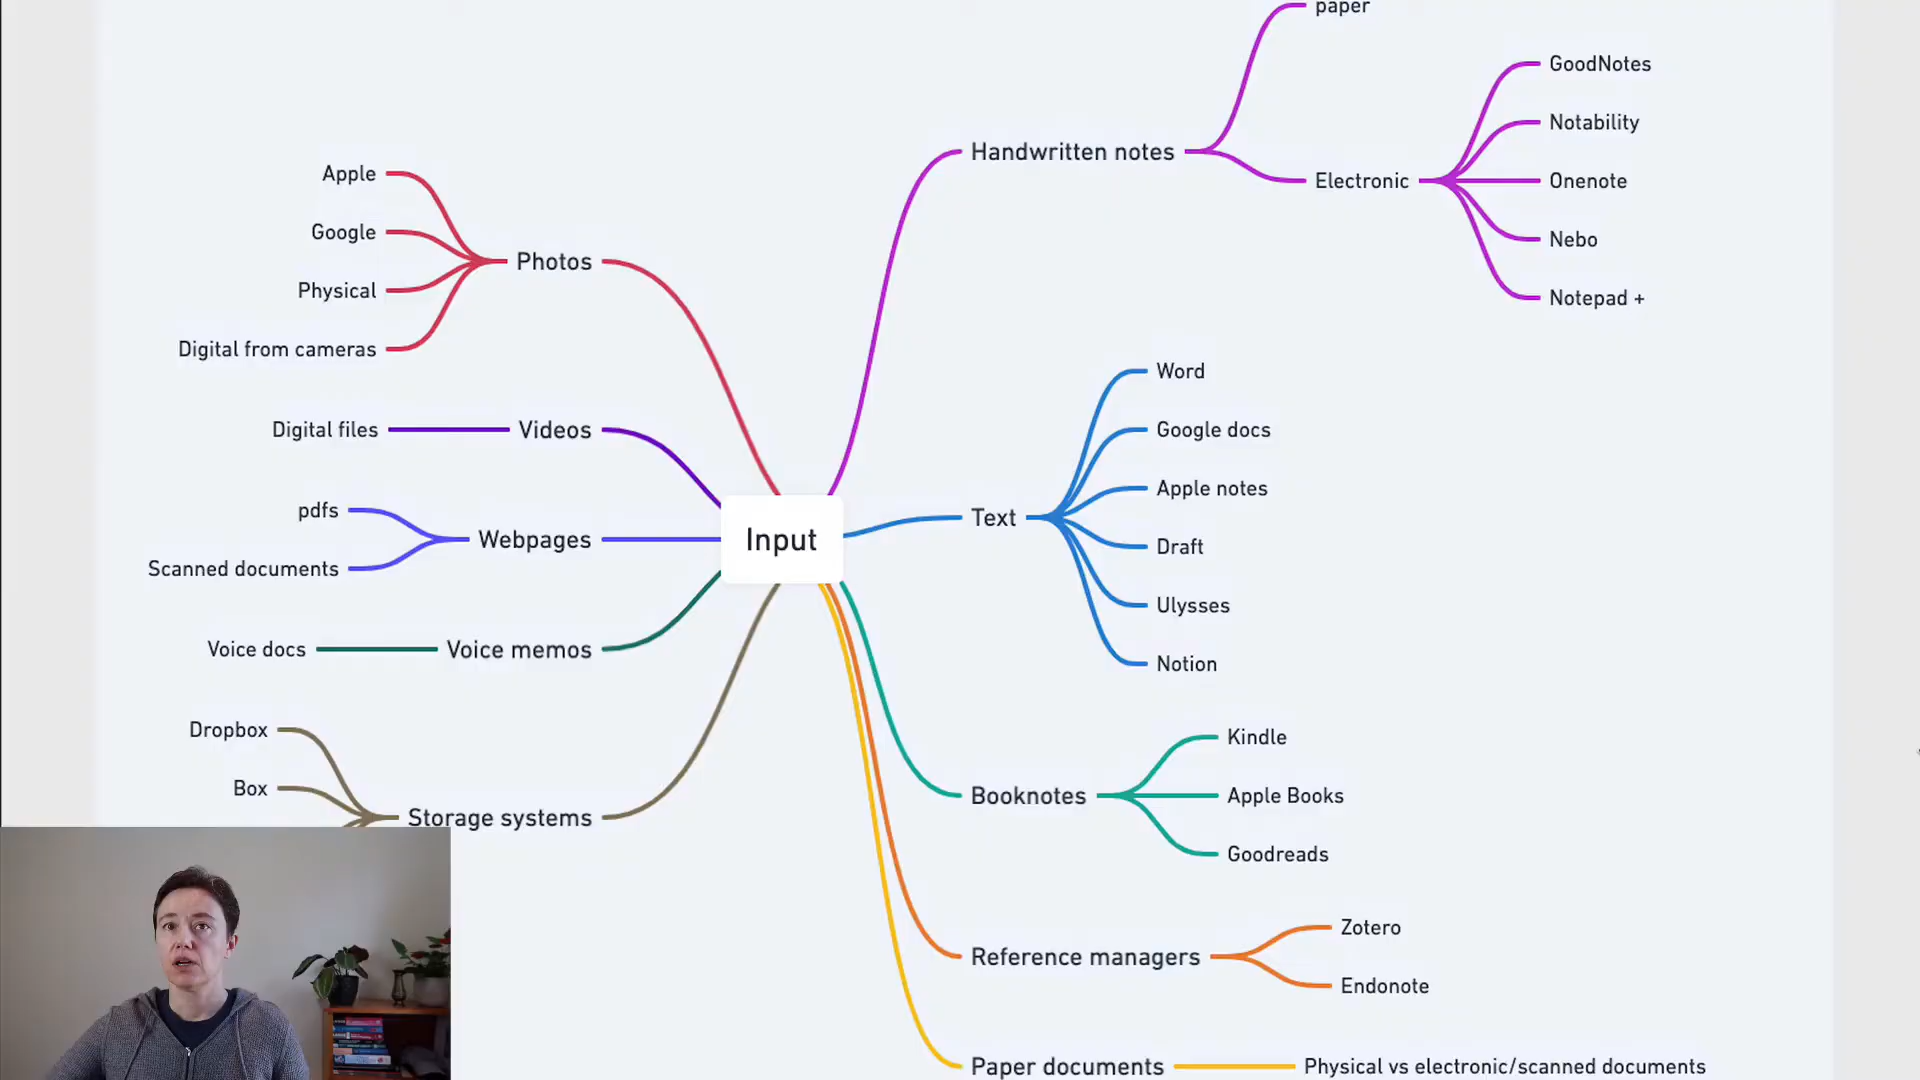 paper
GoodNotes
Notability
Handwritten notes
Electronic
Onenote
Nebo
Notepad +
Apple
Google
Photos
Physical
Digital from cameras
Word
Google docs
Apple notes
Text
Draft
Ulysses
Notion
Digital files
Videos
pdfs
Webpages
Scanned documents
Input
Voice docs
Voice memos
Dropbox
Box
Storage systems
Kindle
Booknotes
Apple Books
Goodreads
Zotero
Reference managers
Endonote
Paper documents
Physical vs electronic/scanned documents